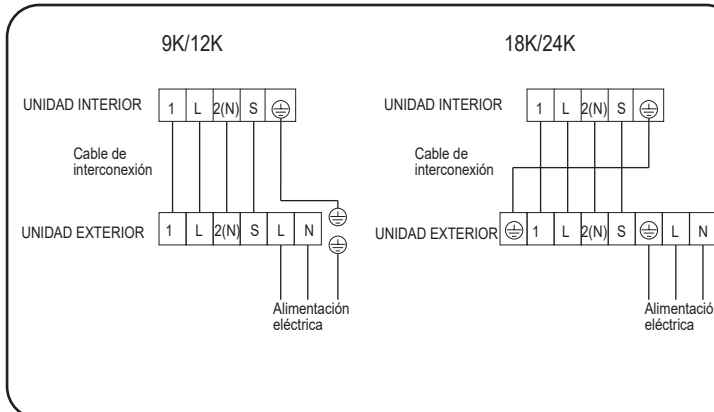 9K/12K
18K/24K
UNIDAD INTERIOR
1 L 2(N) S
UNIDAD INTERIOR
1 L 2(N) S
Cable de
interconexión
Cable de
interconexión
UNIDAD EXTERIOR
1 L 2(N) S L N
UNIDAD EXTERIOR
1 L 2(N) S L N
Alimentación
eléctrica
Alimentació
eléctrica